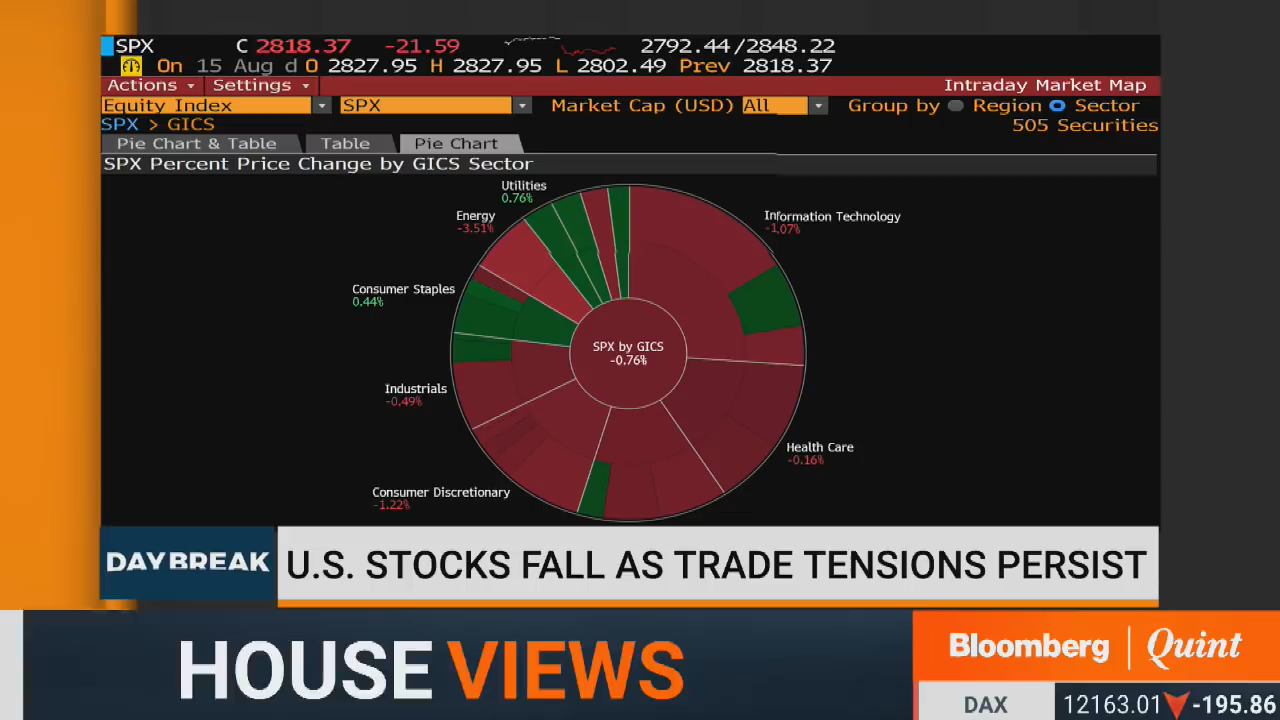 SPX C 2818.37 -21.59 2792.44/2848.22
On 15 Aug d O 2827.95 H 2827.95 L 2802.49 Prev 2818.37
Actions Settings Intraday Market Map
Equity Index SPX Market Cap (USD) All Group by Region Sector
SPX > GICS 505 Securities
Pie Chart & Table Table Pie Chart
SPX Percent Price Change by GICS Sector
Utilities
0.76%
Energy
-3.51%
Information Technology
-1.07%
Consumer Staples
0.44%
SPX by GICS
-0.76%
Industrials
-0.49%
Health Care
-0.16%
Consumer Discretionary
-1.22%
DAYBREAK U.S. STOCKS FALL AS TRADE TENSIONS PERSIST
HOUSE VIEWS
Bloomberg | Quint
DAX 12163.01 -195.86